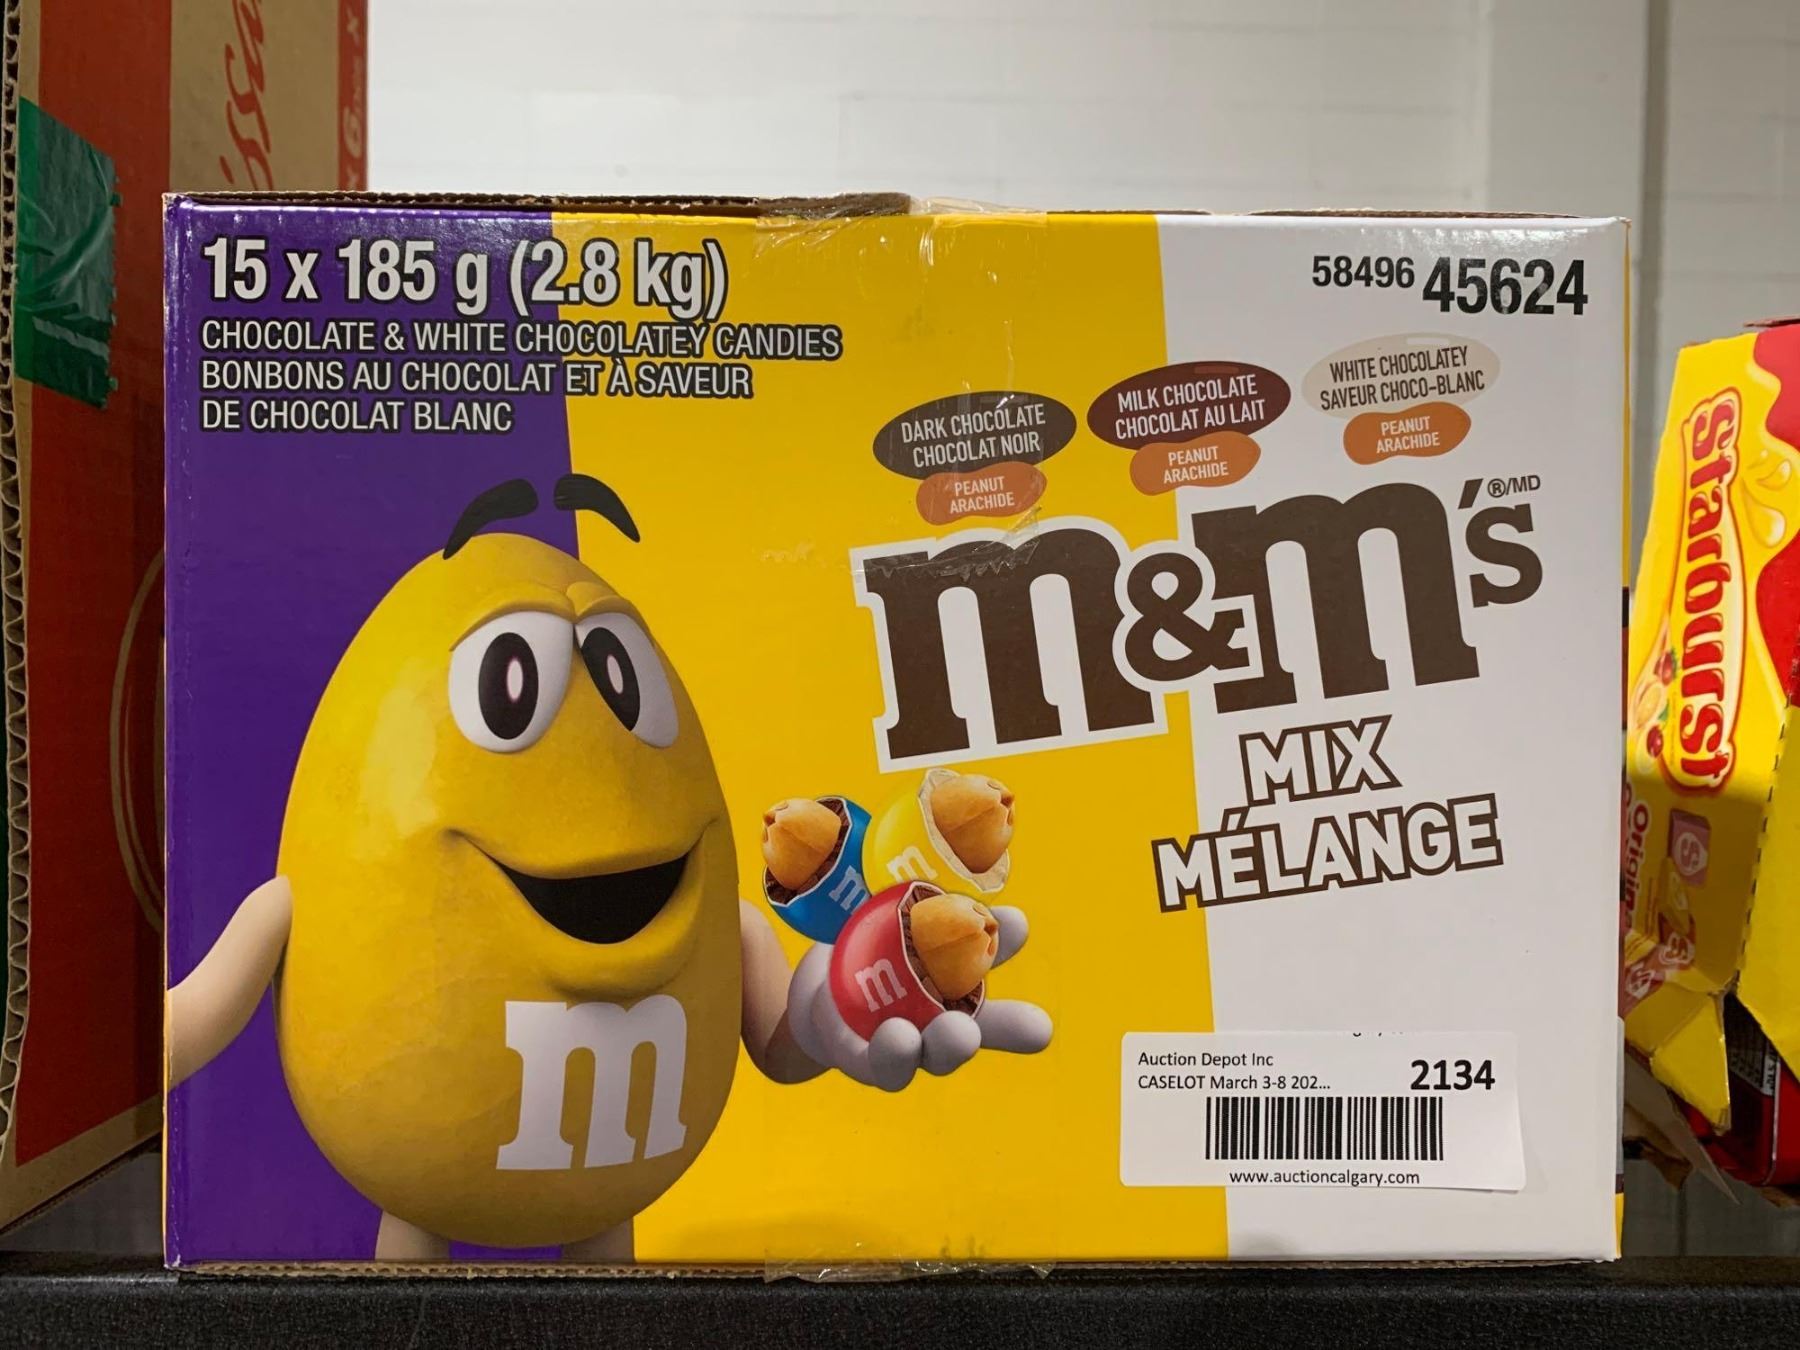 15 x 185 g (2.8 kg)
CHOCOLATE & WHITE CHOCOLATEY CANDIES
BONBONS AU CHOCOLAT ET À SAVEUR
DE CHOCOLAT BLANC
58496 45624
DARK CHOCOLATE
CHOCOLAT NOIR
PEANUT
ARACHIDE
MILK CHOCOLATE
CHOCOLAT AU LAIT
PEANUT
ARACHIDE
WHITE CHOCOLATEY
SAVEUR CHOCO-BLANC
PEANUT
ARACHIDE
m&m's ®/MD
MIX
MÉLANGE
m
m
m
m
Auction Depot Inc
CASELOT March 3-8 202...
2134
www.auctioncalgary.com
Starburst